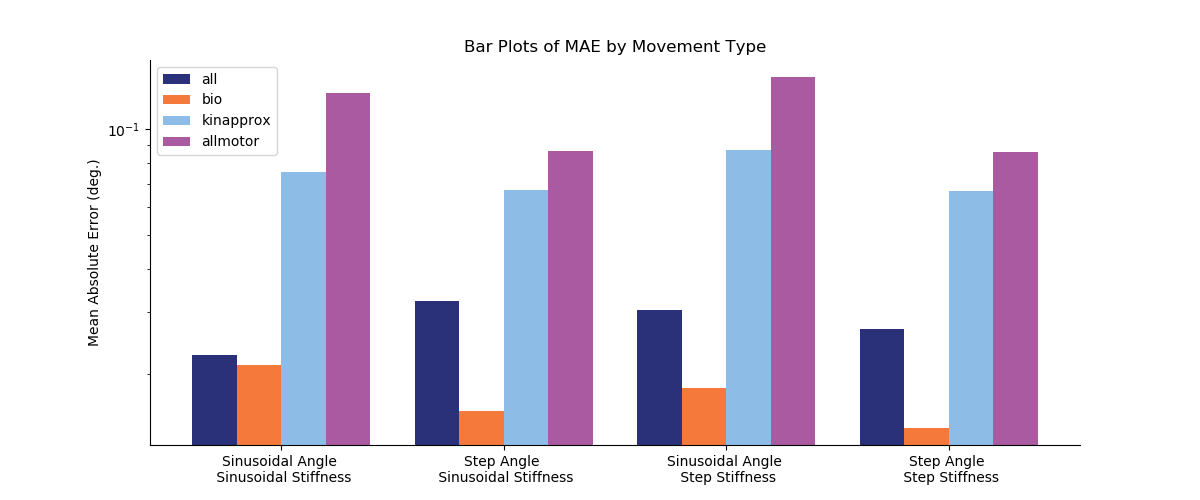 Bar Plots of MAE by Movement Type
all
bio
kinapprox
allmotor
10⁻¹
Mean Absolute Error (deg.)
Sinusoidal Angle
Sinusoidal Stiffness
Step Angle
Sinusoidal Stiffness
Sinusoidal Angle
Step Stiffness
Step Angle
Step Stiffness